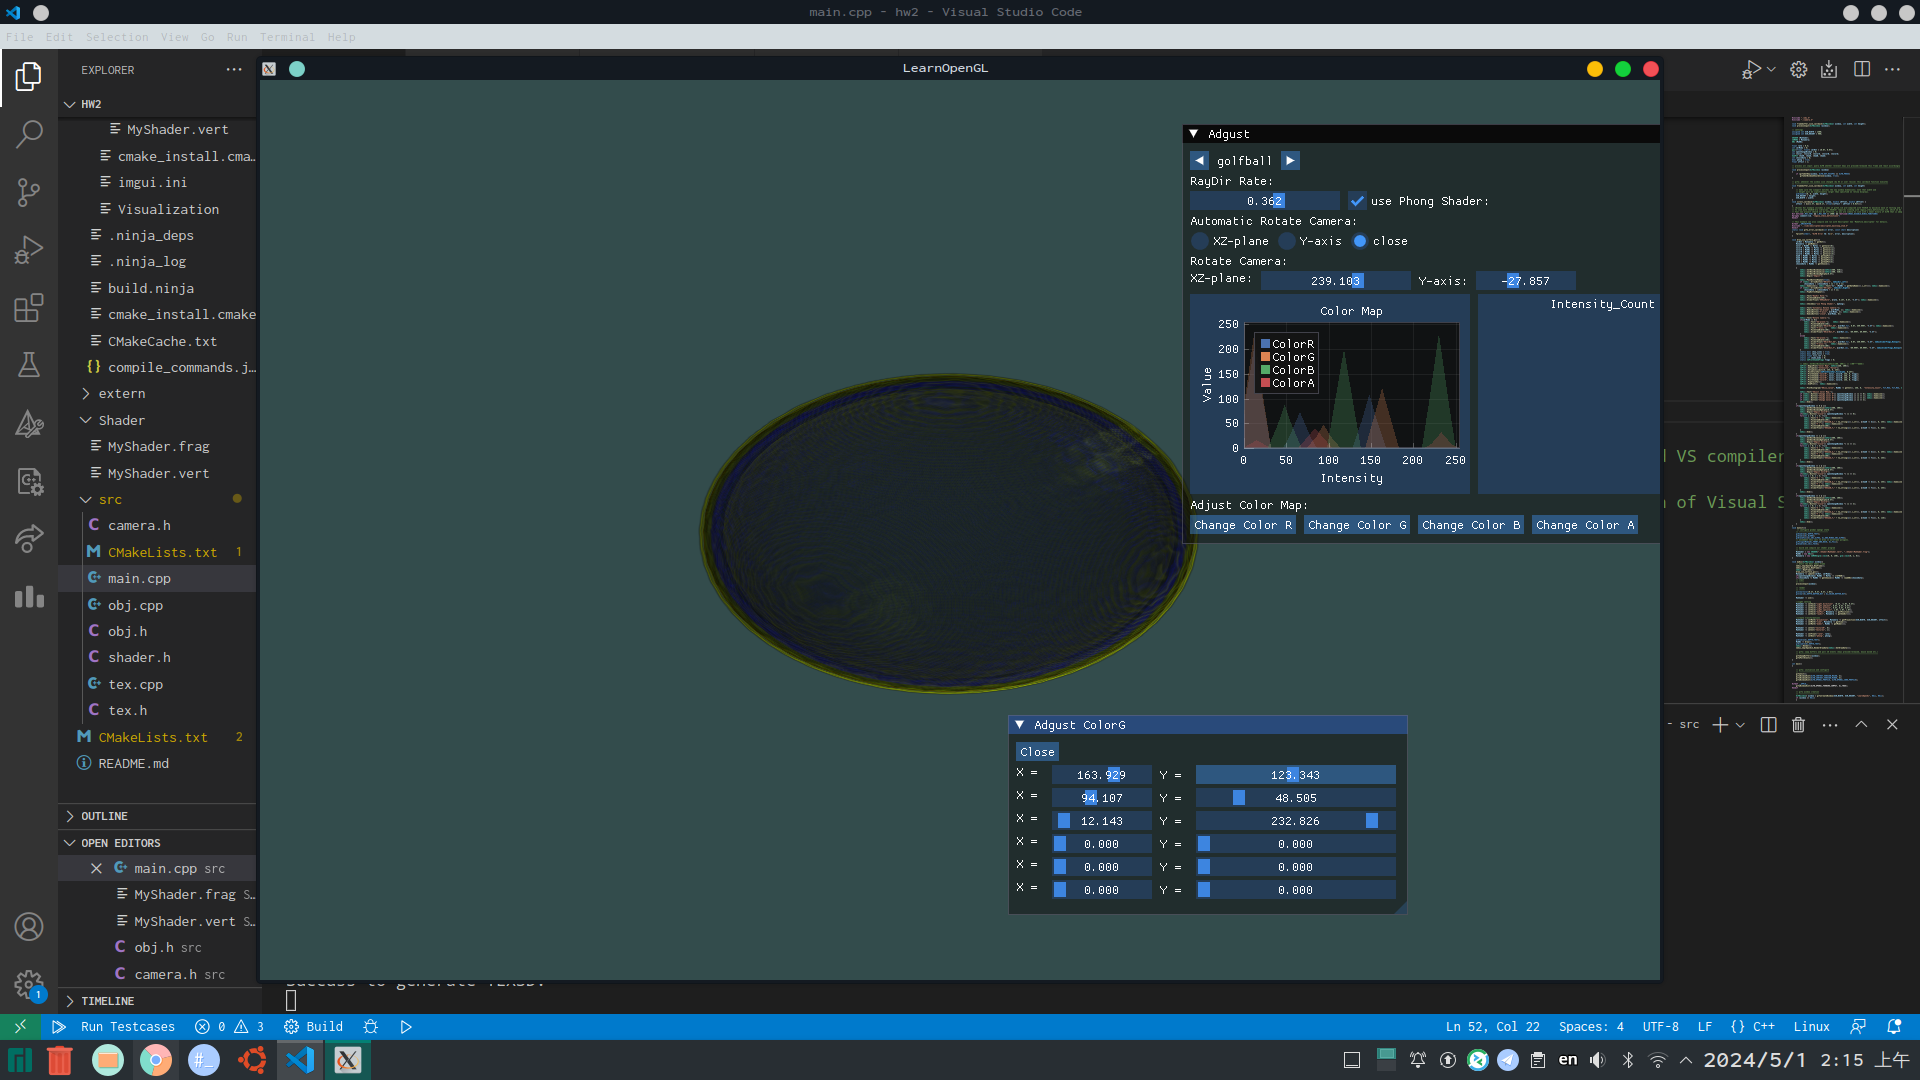 main.cpp - hw2 - Visual Studio Code
File Edit Selection View Go Run Terminal Help
EXPLORER
HW2
MyShader.vert
cmake_install.cma…
imgui.ini
Visualization
.ninja_deps
.ninja_log
build.ninja
cmake_install.cmake
CMakeCache.txt
{} compile_commands.j…
extern
Shader
MyShader.frag
MyShader.vert
src
camera.h
CMakeLists.txt 1
main.cpp
obj.cpp
obj.h
shader.h
tex.cpp
tex.h
CMakeLists.txt 2
README.md
OUTLINE
OPEN EDITORS
main.cpp src
MyShader.frag S…
MyShader.vert S…
obj.h src
camera.h src
TIMELINE
LearnOpenGL
Adgust
golfball
RayDir Rate:
0.362 use Phong Shader:
Automatic Rotate Camera:
XZ-plane Y-axis close
Rotate Camera:
XZ-plane: 239.103 Y-axis: -27.857
Color Map
Intensity_Count
250
200
150
100
50
0
Value
ColorR
ColorG
ColorB
ColorA
0 50 100 150 200 250
Intensity
Adjust Color Map:
Change Color R Change Color G Change Color B Change Color A
Adgust ColorG
Close
X = 163.929 Y = 123.343
X = 94.107 Y = 48.505
X = 12.143 Y = 232.826
X = 0.000 Y = 0.000
X = 0.000 Y = 0.000
X = 0.000 Y = 0.000
VS compiler
of Visual S
- src
Run Testcases 0 3 Build
Ln 52, Col 22 Spaces: 4 UTF-8 LF {} C++ Linux
en 2024/5/1 2:15 上午